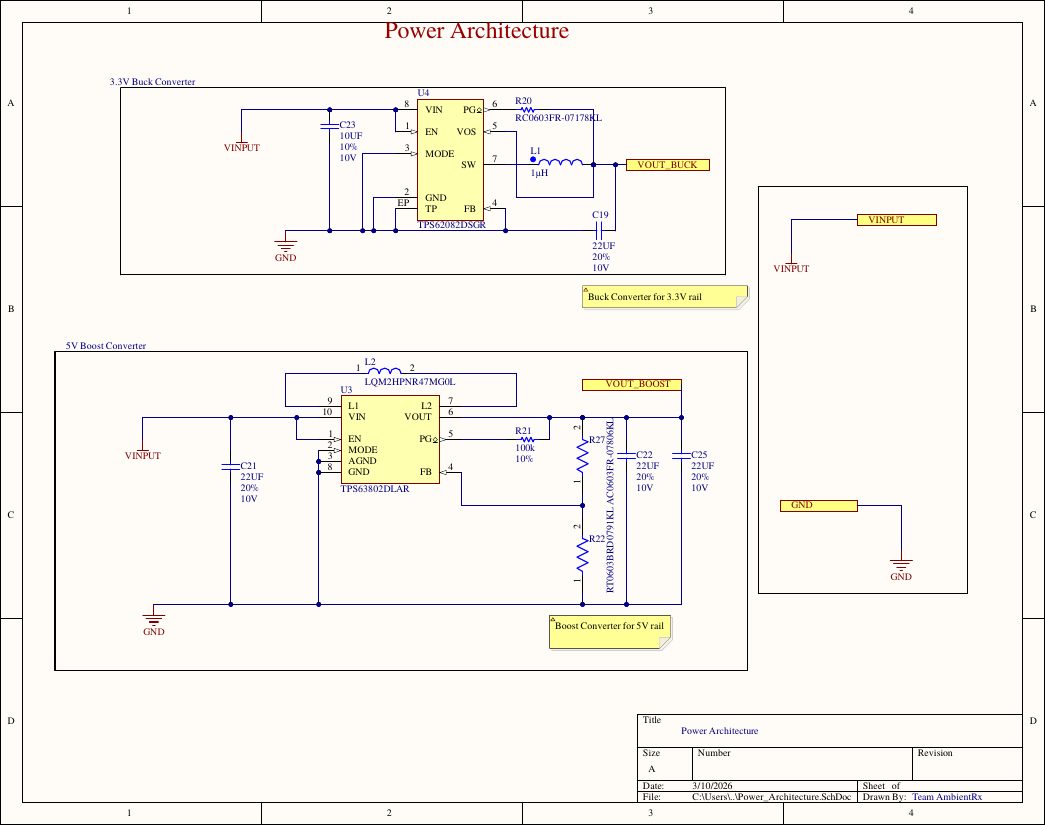 1 2 3 4
Power Architecture
A A
3.3V Buck Converter
U4
8 VIN PG 6
R20
RC0603FR-07178KL
C23
10UF
10%
10V
1 EN VOS 5
VINPUT
3 MODE
L1
SW 7
1µH
VOUT_BUCK
2 GND
EP TP FB 4
TPS62082DSGR
C19
22UF
20%
10V
GND
VINPUT
VINPUT
B B
Buck Converter for 3.3V rail
5V Boost Converter
L2
1 2
LQM2HPNR47MG0L
U3
VOUT_BOOST
9 L1 L2 7
10 VIN VOUT 6
1 EN PG 5
2 MODE
3 AGND
8 GND FB 4
TPS63802DLAR
R21
100k
10%
2
R27
1
AC0603FR-07806KL
C22
22UF
20%
10V
C25
22UF
20%
10V
VINPUT
C21
22UF
20%
10V
C C
GND
2
R22
1
RT0603BRD0791KL
GND
GND
Boost Converter for 5V rail
D D
Title
Power Architecture
Size Number Revision
A
Date: 3/10/2026 Sheet of
File: C:\Users\..\Power_Architecture.SchDoc Drawn By: Team AmbientRx
1 2 3 4